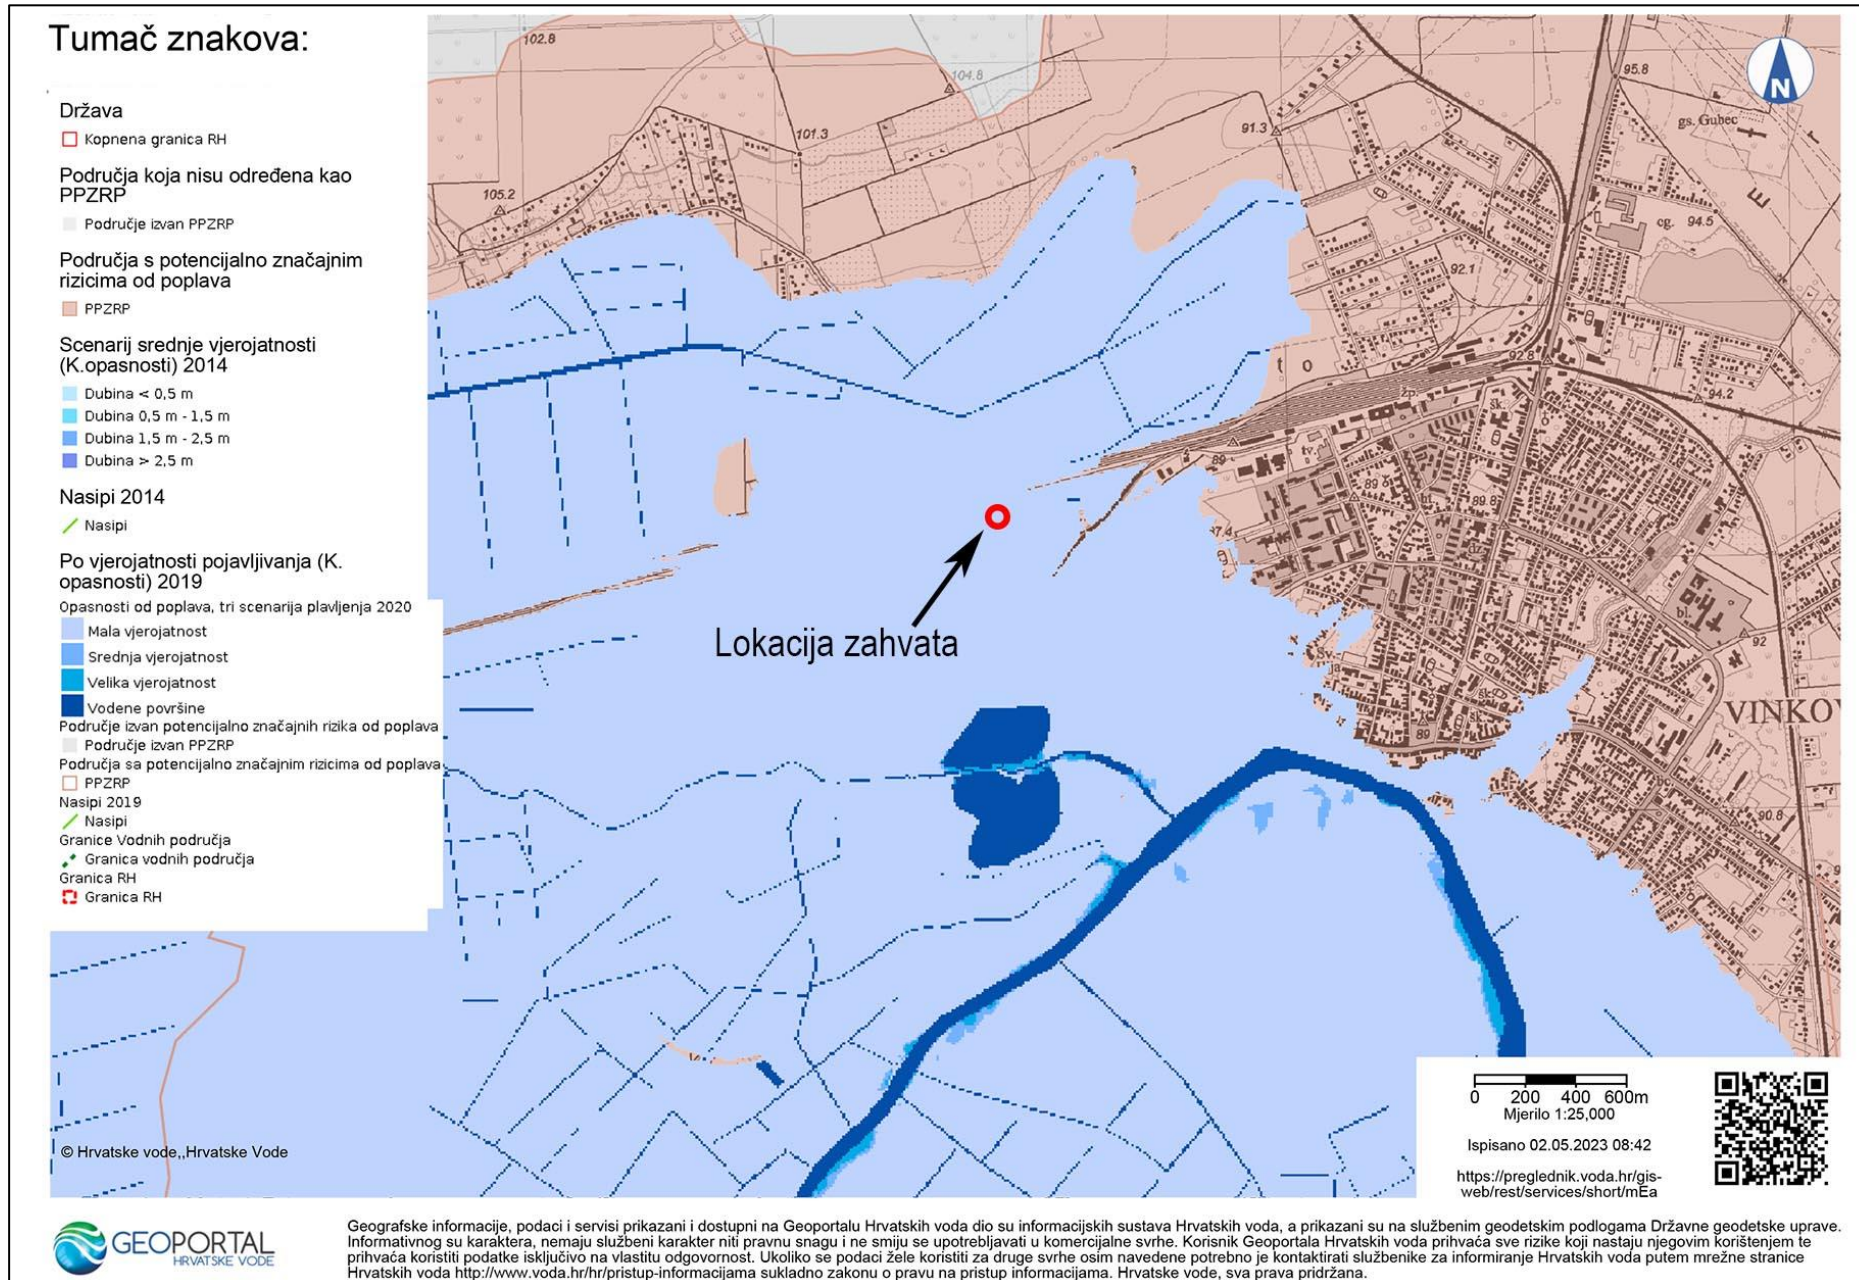 Tumač znakova:
Država
Kopnena granica RH
Područja koja nisu određena kao
PPZRP
Područje izvan PPZRP
Područja s potencijalno značajnim
rizicima od poplava
PPZRP
Scenarij srednje vjerojatnosti
(K.opasnosti) 2014
Dubina < 0,5 m
Dubina 0,5 m - 1,5 m
Dubina 1,5 m - 2,5 m
Dubina > 2,5 m
Nasipi 2014
Nasipi
Po vjerojatnosti pojavljivanja (K.
opasnosti) 2019
Opasnosti od poplava, tri scenarija plavljenja 2020
Mala vjerojatnost
Srednja vjerojatnost
Velika vjerojatnost
Vodene površine
Područje izvan potencijalno značajnih rizika od poplava
Područje izvan PPZRP
Područja sa potencijalno značajnim rizicima od poplava
PPZRP
Nasipi 2019
Nasipi
Granice Vodnih područja
Granica vodnih područja
Granica RH
Granica RH
102.8
104.8
101.3
105.2
91.3
95.8
N
gs. Gubec
cg.
94.5
92.1
t o
92.8
94.2
žp.
šk.
tv.
89
89
89.8
bl.
92
Lokacija zahvata
89
VINKOV
90.8
0 200 400 600m
Mjerilo 1:25,000
Ispisano 02.05.2023 08:42
https://preglednik.voda.hr/gis-
web/rest/services/short/mEa
© Hrvatske vode,,Hrvatske Vode
GEOPORTAL
HRVATSKE VODE
Geografske informacije, podaci i servisi prikazani i dostupni na Geoportalu Hrvatskih voda dio su informacijskih sustava Hrvatskih voda, a prikazani su na službenim geodetskim podlogama Državne geodetske uprave.
Informativnog su karaktera, nemaju službeni karakter niti pravnu snagu i ne smiju se upotrebljavati u komercijalne svrhe. Korisnik Geoportala Hrvatskih voda prihvaća sve rizike koji nastaju njegovim korištenjem te
prihvaća koristiti podatke isključivo na vlastitu odgovornost. Ukoliko se podaci žele koristiti za druge svrhe osim navedene potrebno je kontaktirati službenike za informiranje Hrvatskih voda putem mrežne stranice
Hrvatskih voda http://www.voda.hr/hr/pristup-informacijama sukladno zakonu o pravu na pristup informacijama. Hrvatske vode, sva prava pridržana.